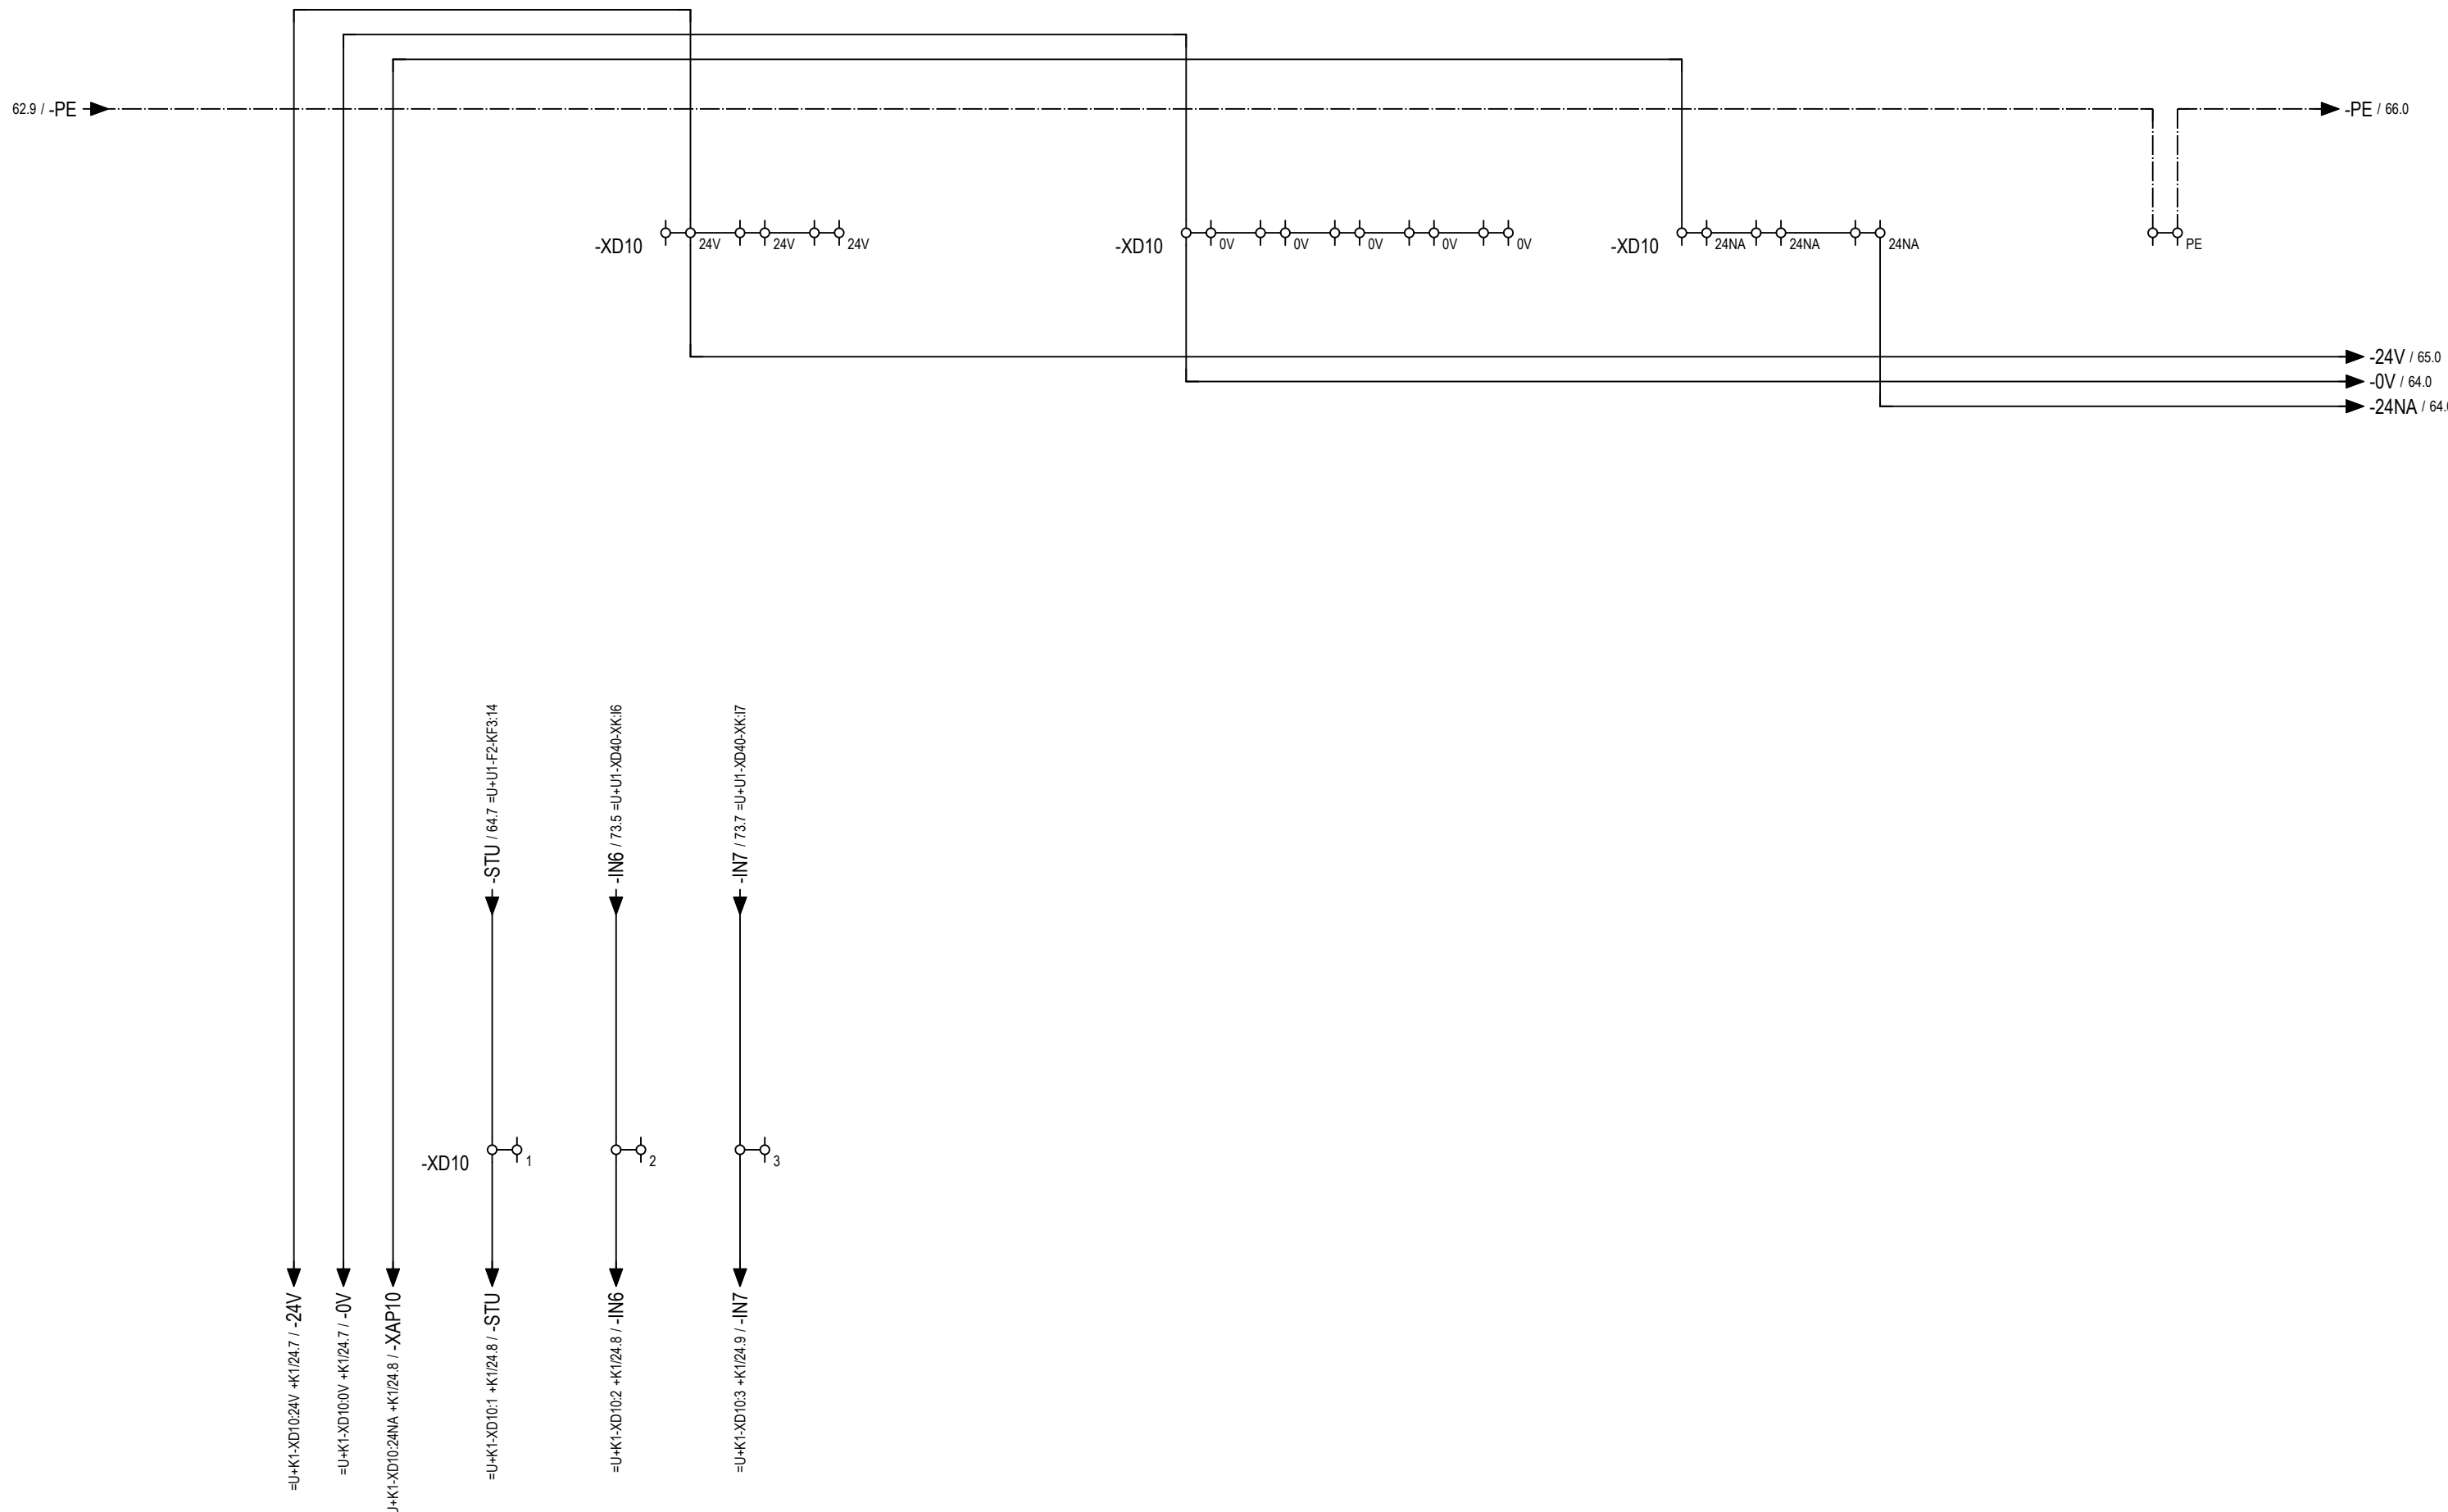 62.9 / -PE
-PE / 66.0
-XD10
24V
24V
24V
-XD10
0V
0V
0V
0V
0V
-XD10
24NA
24NA
24NA
PE
-24V / 65.0
-0V / 64.0
-24NA / 64.
-STU / 64.7 =U+U1-F2-KF3:14
-IN6 / 73.5 =U+U1-XD40-XK:I6
-IN7 / 73.7 =U+U1-XD40-XK:I7
-XD10
1
2
3
=U+K1-XD10:24V +K1/24.7 / -24V
=U+K1-XD10:0V +K1/24.7 / -0V
U+K1-XD10:24NA +K1/24.8 / -XAP10
=U+K1-XD10:1 +K1/24.8 / -STU
=U+K1-XD10:2 +K1/24.8 / -IN6
=U+K1-XD10:3 +K1/24.9 / -IN7